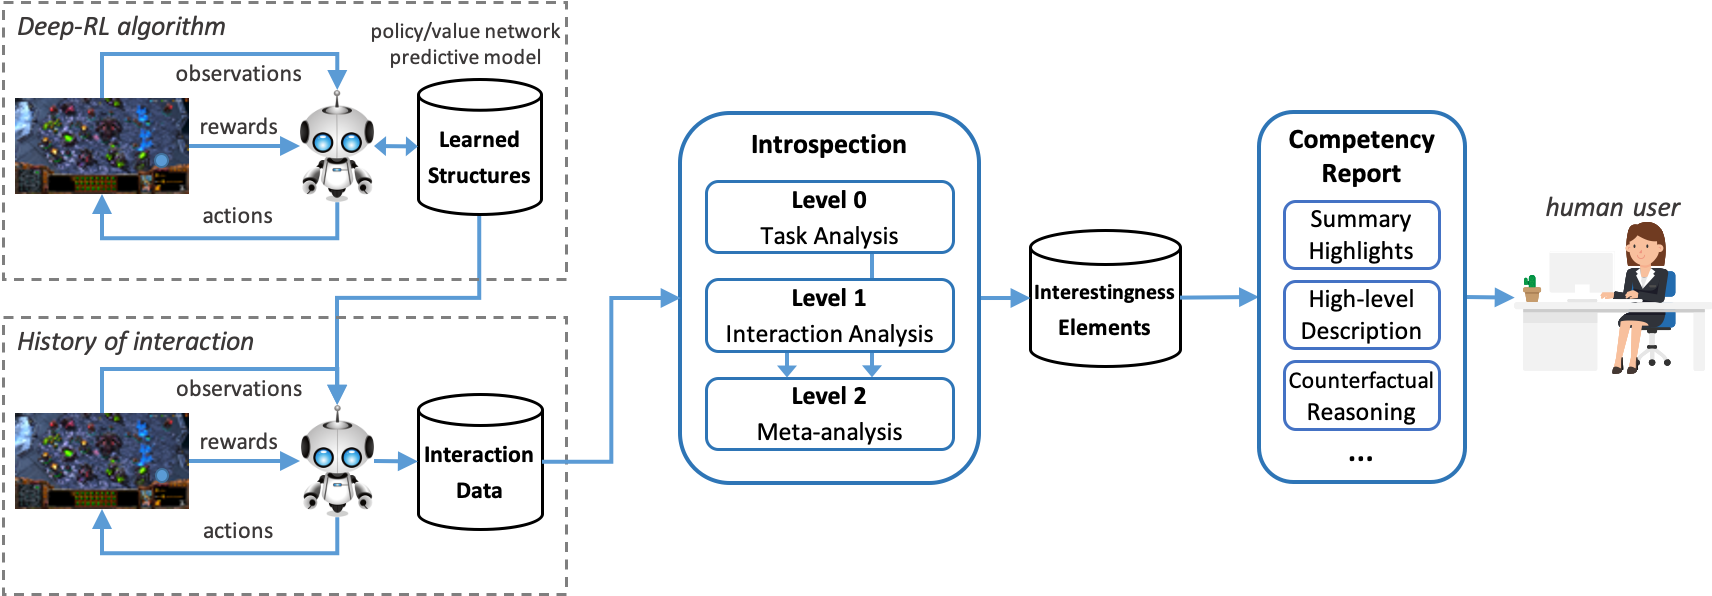 Deep-RL algorithm
policy/value network
predictive model
observations
rewards
actions
Learned
Structures
History of interaction
observations
rewards
actions
Interaction
Data
Introspection
Level 0
Task Analysis
Level 1
Interaction Analysis
Level 2
Meta-analysis
Interestingness
Elements
Competency
Report
Summary
Highlights
High-level
Description
Counterfactual
Reasoning
...
human user